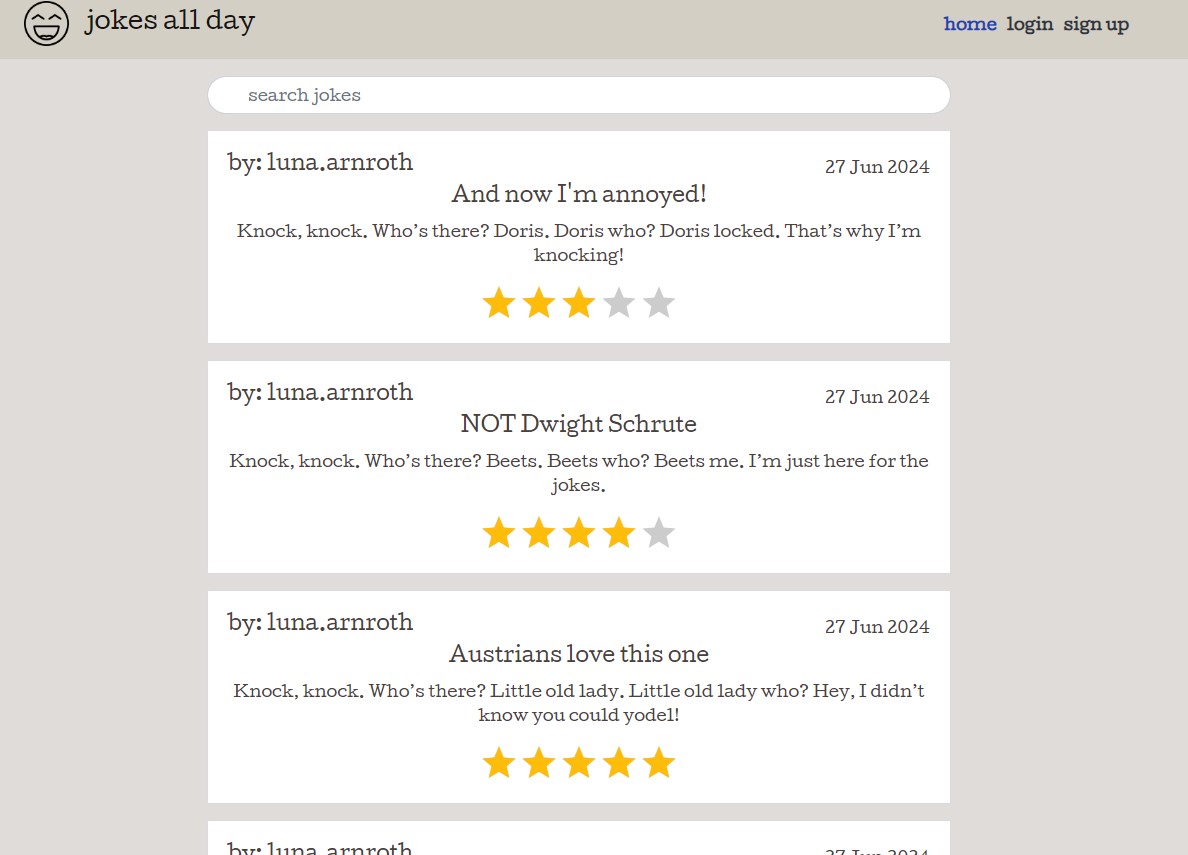 jokes all day
home login sign up
search jokes
by: luna.arnroth
27 Jun 2024
And now I'm annoyed!
Knock, knock. Who’s there? Doris. Doris who? Doris locked. That’s why I’m
knocking!
by: luna.arnroth
27 Jun 2024
NOT Dwight Schrute
Knock, knock. Who’s there? Beets. Beets who? Beets me. I’m just here for the
jokes.
by: luna.arnroth
27 Jun 2024
Austrians love this one
Knock, knock. Who’s there? Little old lady. Little old lady who? Hey, I didn’t
know you could yodel!
by: luna.arnroth
27 Jun 2024